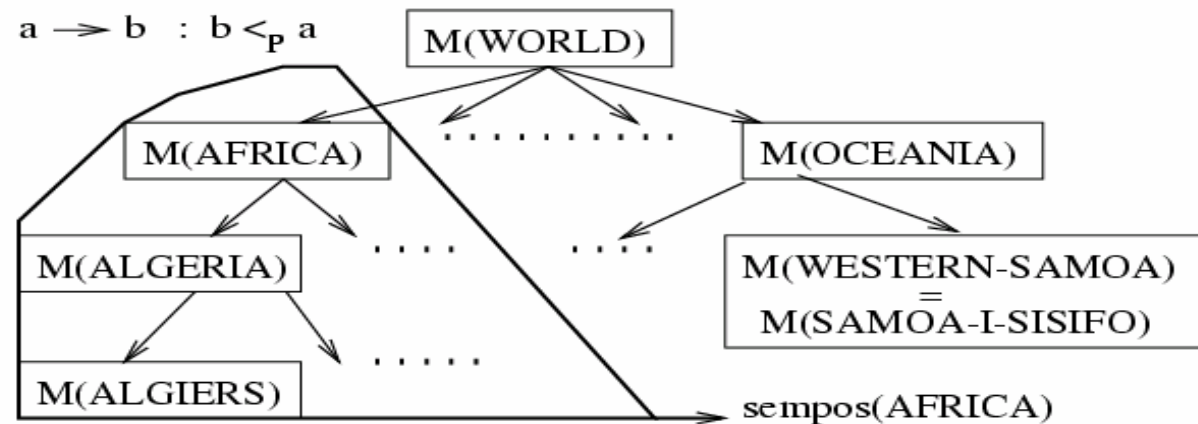 a → b : b <ₚ a
M(WORLD)
. . . . . . . . . .
M(AFRICA)
M(OCEANIA)
. . . .
. . . .
M(ALGERIA)
M(WESTERN-SAMOA)
=
M(SAMOA-I-SISIFO)
. . . . .
M(ALGIERS)
sempos(AFRICA)